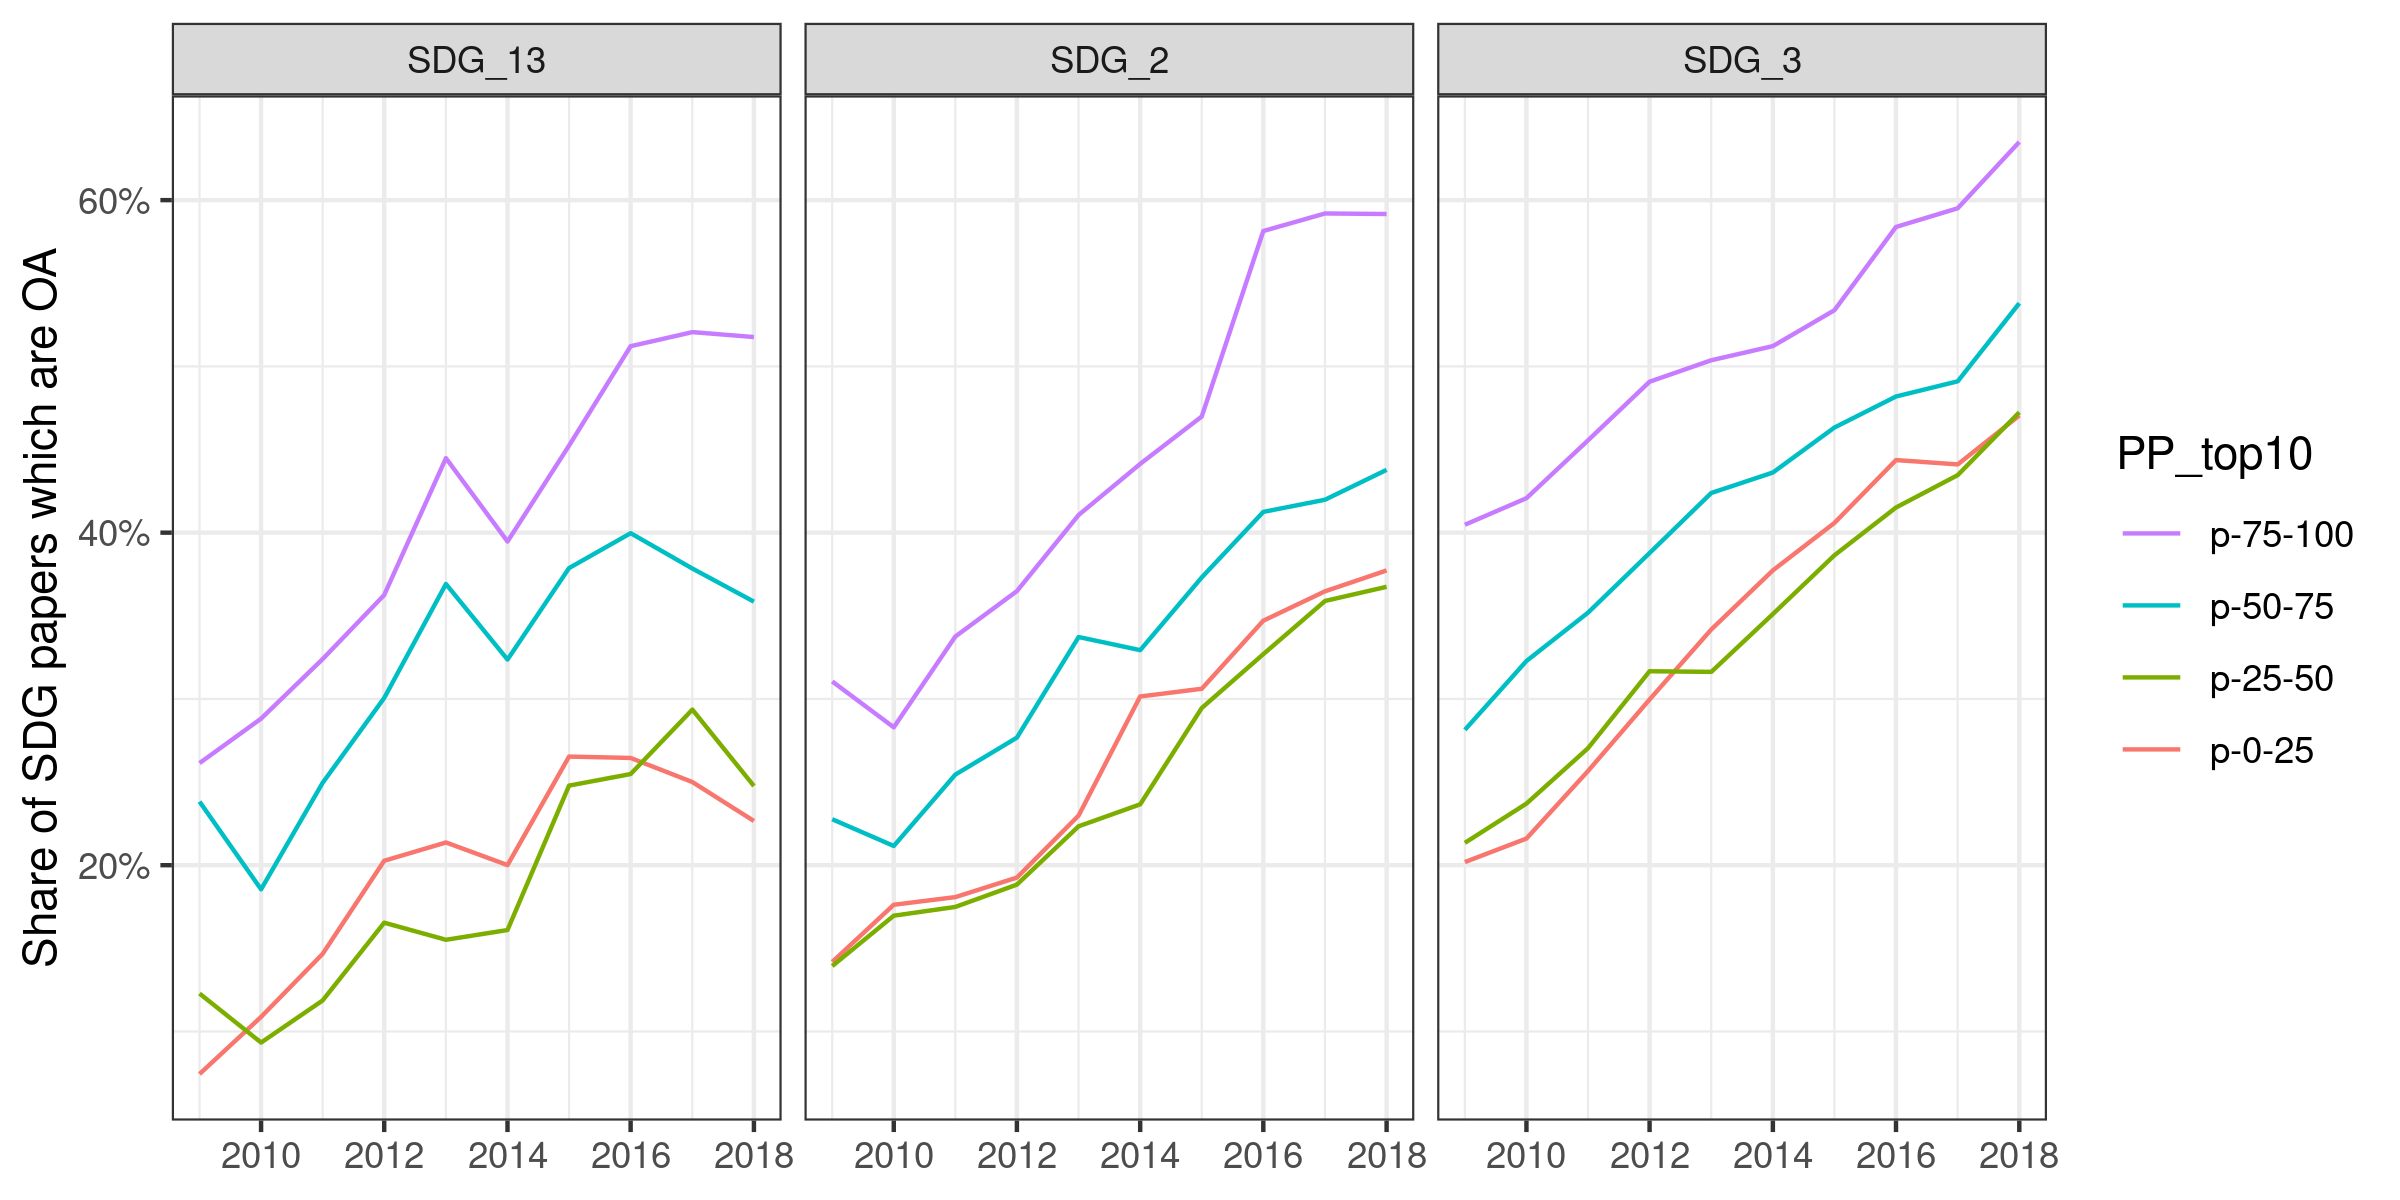 SDG_13 SDG_2 SDG_3
Share of SDG papers which are OA
60%
40%
20%
2010 2012 2014 2016 2018 2010 2012 2014 2016 2018 2010 2012 2014 2016 2018
PP_top10
p-75-100
p-50-75
p-25-50
p-0-25